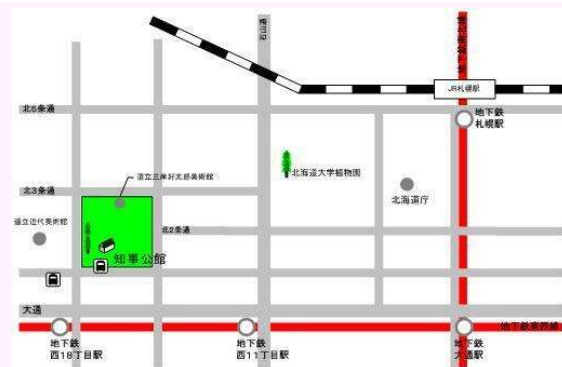 石山通
JR札幌駅
北5条通
地下鉄
札幌駅
道立三岸好太郎美術館
北海道大学植物園
北3条通
北海道庁
道立近代美術館
北2条通
知事公館
大通
地下鉄東西線
地下鉄
西18丁目駅
地下鉄
西11丁目駅
地下鉄
大通駅